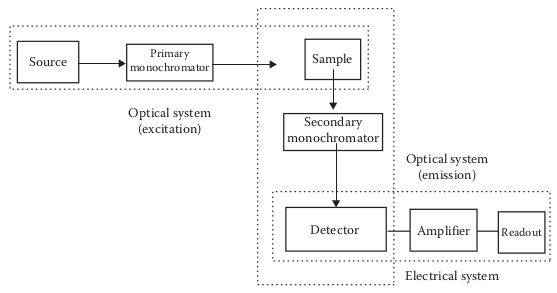 Source
Primary
monochromator
Sample
Optical system
(excitation)
Secondary
monochromator
Optical system
(emission)
Detector
Amplifier
Readout
Electrical system